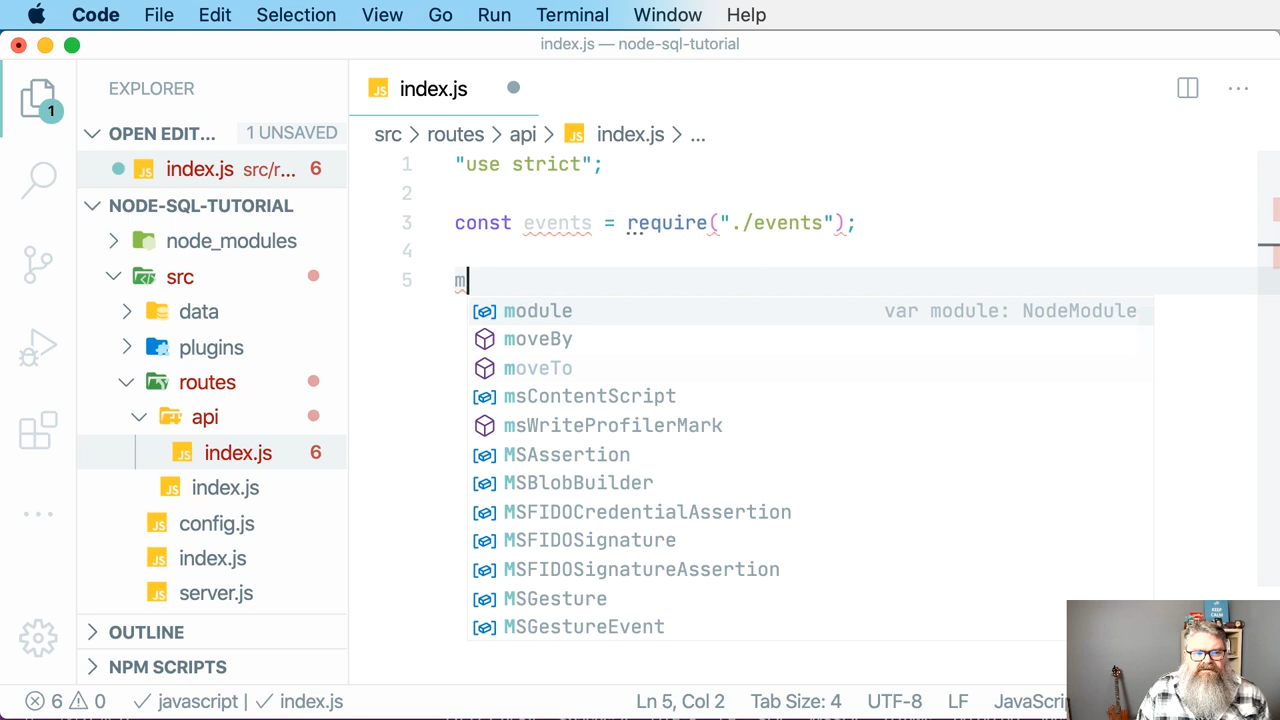 Code File Edit Selection View Go Run Terminal Window Help
index.js — node-sql-tutorial
EXPLORER
index.js
OPEN EDIT... 1 UNSAVED
src > routes > api > index.js > ...
index.js src/r... 6
1 "use strict";
NODE-SQL-TUTORIAL
2
node_modules
3 const events = require("./events");
4
src
5 m
data
plugins
routes
api
index.js 6
index.js
config.js
index.js
server.js
module var module: NodeModule
moveBy
moveTo
msContentScript
msWriteProfilerMark
MSAssertion
MSBlobBuilder
MSFIDOCredentialAssertion
MSFIDOSignature
MSFIDOSignatureAssertion
MSGesture
MSGestureEvent
OUTLINE
NPM SCRIPTS
1
6 0 javascript | index.js Ln 5, Col 2 Tab Size: 4 UTF-8 LF JavaScri
KEEP
CALM